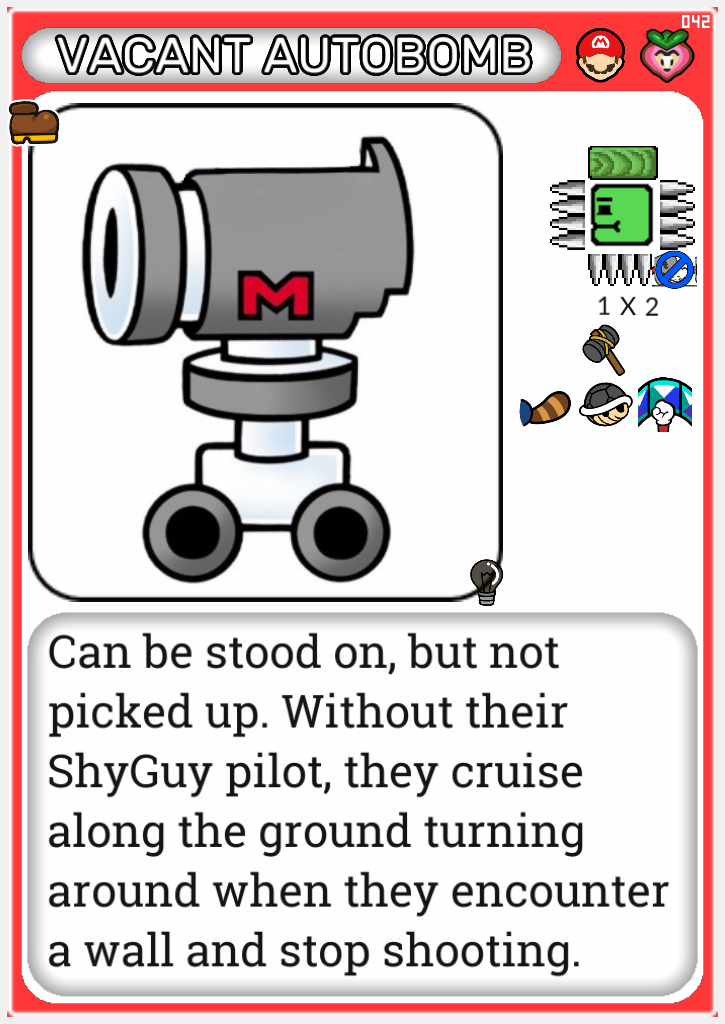 042
VACANT AUTOBOMB
M
M
1 X 2
Can be stood on, but not
picked up. Without their
ShyGuy pilot, they cruise
along the ground turning
around when they encounter
a wall and stop shooting.